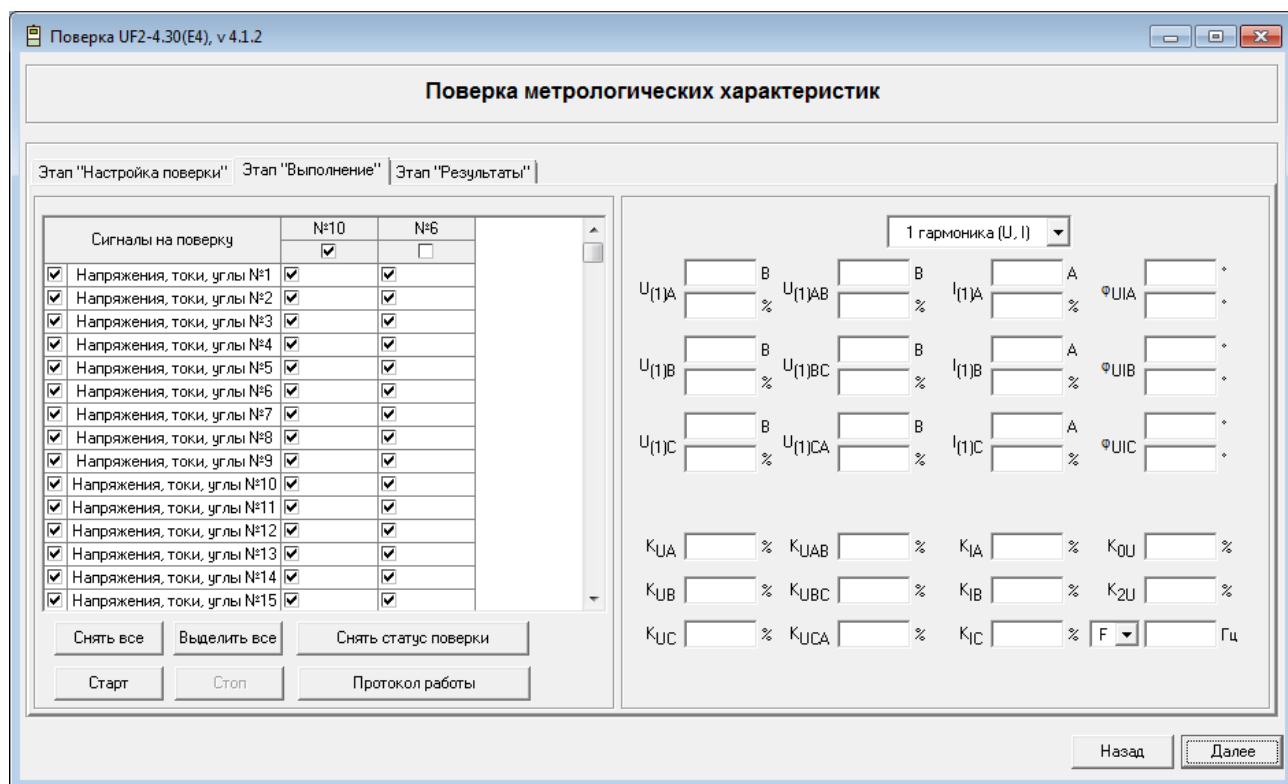 Поверка UF2-4.30(E4), v 4.1.2
Поверка метрологических характеристик
Этап "Настройка поверки" Этап "Выполнение" Этап "Результаты"
Сигналы на поверку №10 №6
Напряжения, токи, углы №1
Напряжения, токи, углы №2
Напряжения, токи, углы №3
Напряжения, токи, углы №4
Напряжения, токи, углы №5
Напряжения, токи, углы №6
Напряжения, токи, углы №7
Напряжения, токи, углы №8
Напряжения, токи, углы №9
Напряжения, токи, углы №10
Напряжения, токи, углы №11
Напряжения, токи, углы №12
Напряжения, токи, углы №13
Напряжения, токи, углы №14
Напряжения, токи, углы №15
Снять все Выделить все Снять статус поверки
Старт Стоп Протокол работы
1 гармоника (U, I)
U(1)A В % U(1)AB В % I(1)A А % φUIA ° °
U(1)B В % U(1)BC В % I(1)B А % φUIB ° °
U(1)C В % U(1)CA В % I(1)C А % φUIC ° °
KUA % KUAB % KIA % K0U %
KUB % KUBC % KIB % K2U %
KUC % KUCA % KIC % F Гц
Назад Далее